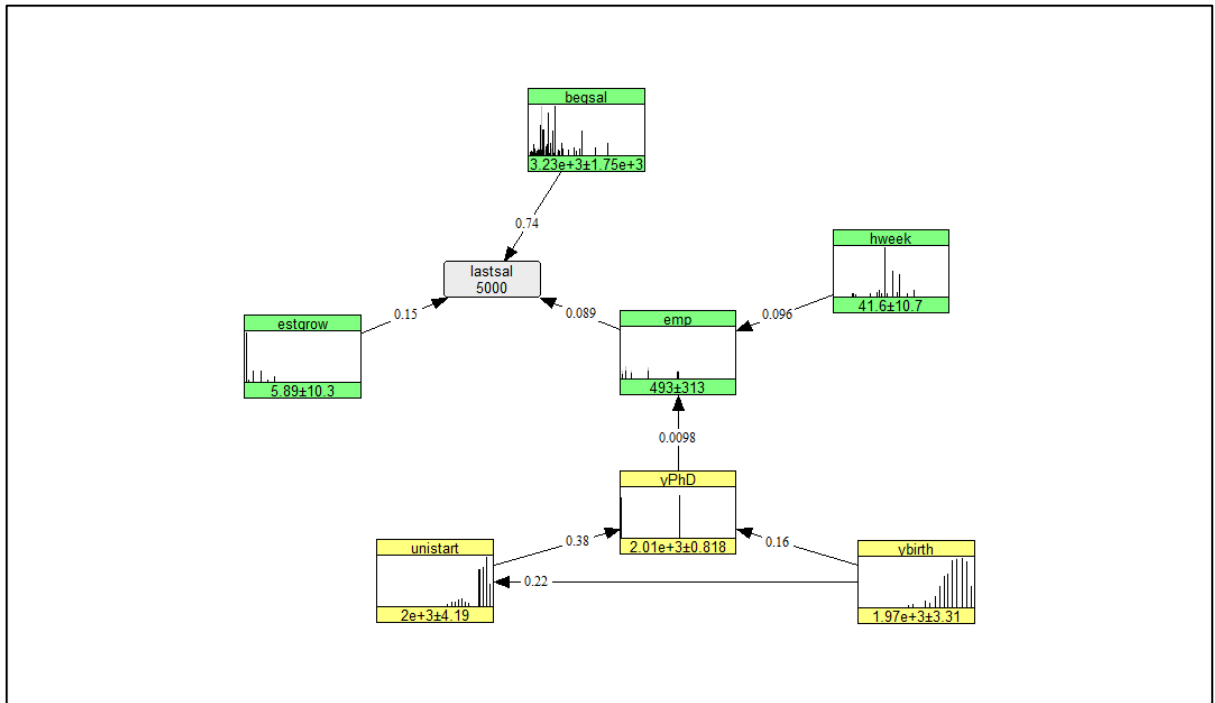 begsal
3.23e+3±1.75e+3
0.74
hweek
41.6±10.7
lastsal
5000
estgrow
5.89±10.3
0.15
0.089
emp
493±313
0.096
0.0098
yPhD
2.01e+3±0.818
unistart
2e+3±4.19
0.38
0.16
ybirth
1.97e+3±3.31
0.22